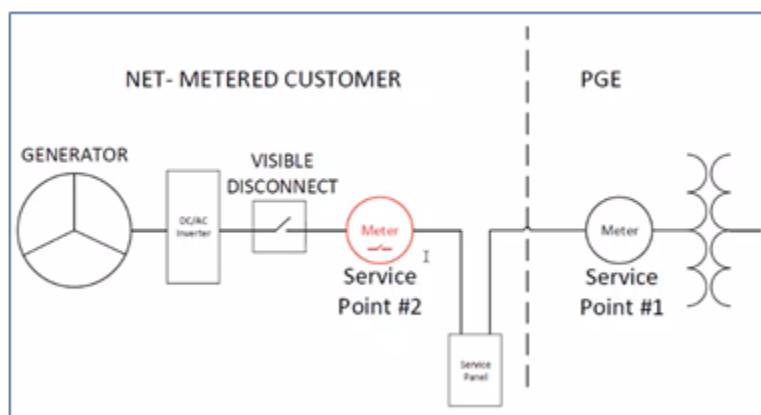 NET- METERED CUSTOMER
PGE
GENERATOR
VISIBLE
DISCONNECT
DC/AC
Inverter
Meter
Meter
Service
Point #2
Service
Point #1
Service
Panel